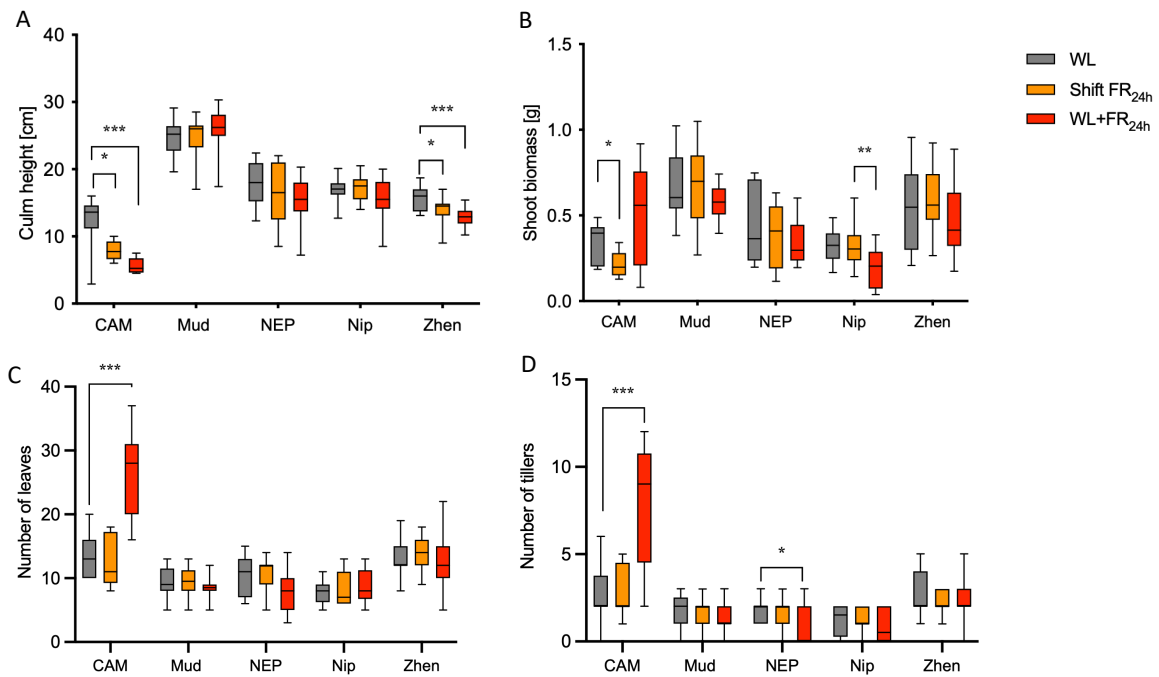 A
B
40
30
20
10
0
Culm height [cm]
***
*
***
*
CAM Mud NEP Nip Zhen
1.5
1.0
0.5
0.0
Shoot biomass [g]
*
**
CAM Mud NEP Nip Zhen
WL
Shift FR24h
WL+FR24h
C
D
40
30
20
10
0
Number of leaves
***
CAM Mud NEP Nip Zhen
15
10
5
0
Number of tillers
***
*
CAM Mud NEP Nip Zhen